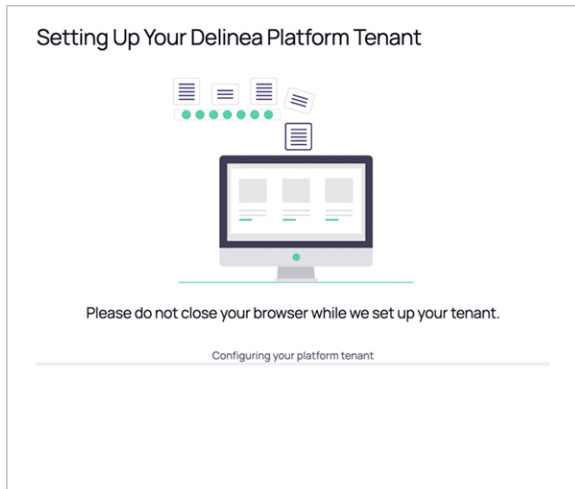 Setting Up Your Delinea Platform Tenant
Please do not close your browser while we set up your tenant.
Configuring your platform tenant